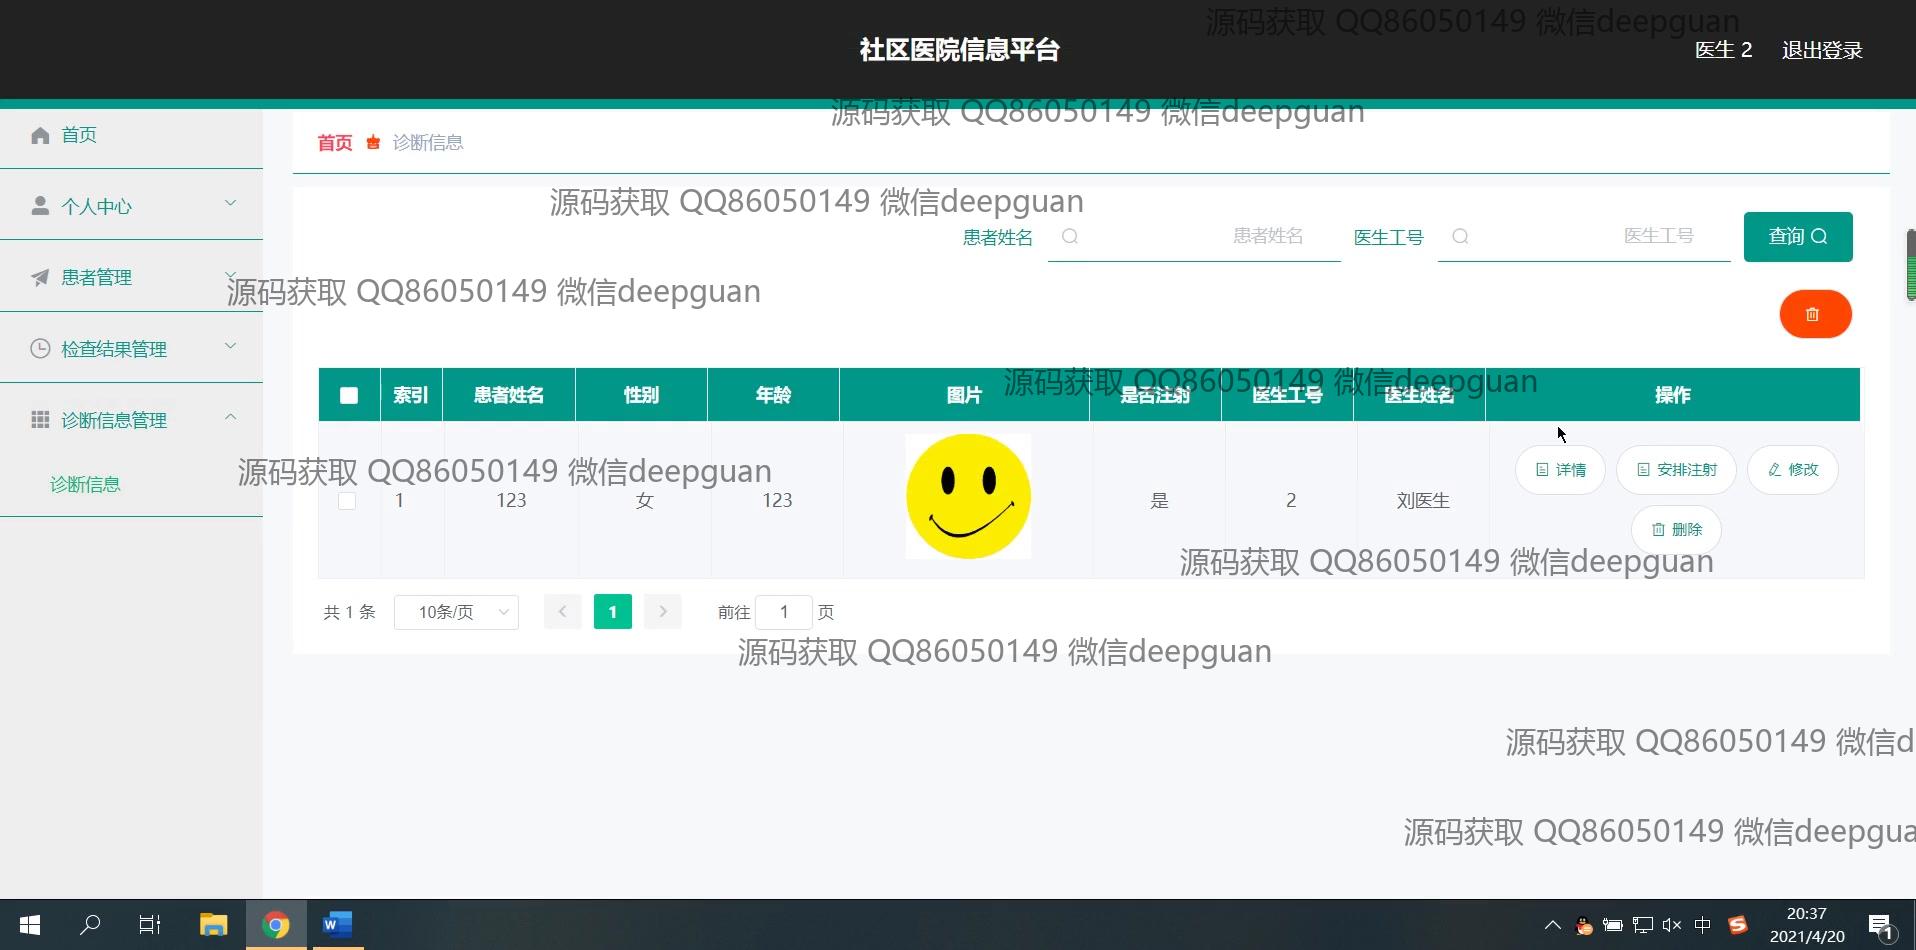 源码获取 QQ86050149 微信deepguan
社区医院信息平台
医生 2 退出登录
源码获取 QQ86050149 微信deepguan
首页
首页 诊断信息
源码获取 QQ86050149 微信deepguan
个人中心
患者姓名 患者姓名 医生工号 医生工号 查询
患者管理
源码获取 QQ86050149 微信deepguan
检查结果管理
源码获取 QQ86050149 微信deepguan
索引 患者姓名 性别 年龄 图片 是否注射 医生工号 医生姓名 操作
诊断信息管理
源码获取 QQ86050149 微信deepguan
详情 安排注射 修改
诊断信息
1 123 女 123 是 2 刘医生
删除
源码获取 QQ86050149 微信deepguan
共 1 条 10条/页 1 前往 1 页
源码获取 QQ86050149 微信deepguan
源码获取 QQ86050149 微信d
源码获取 QQ86050149 微信deepgua
中
20:37
2021/4/20
1